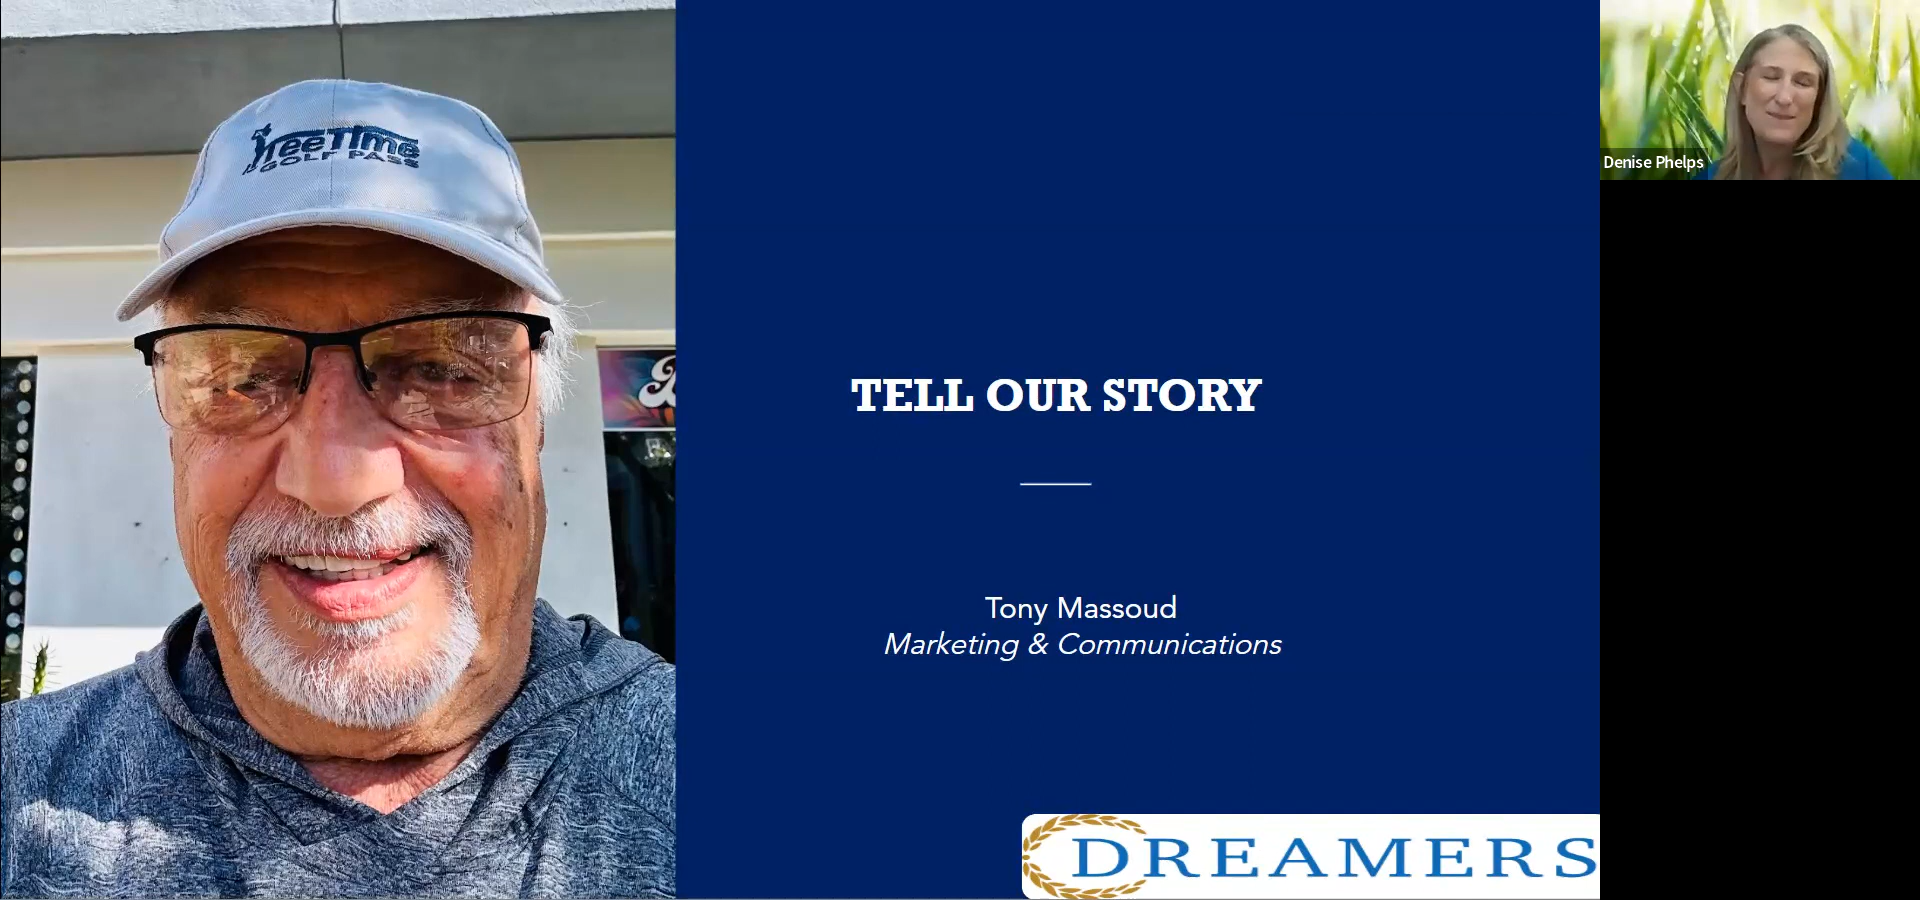 TeeTime
GOLF PASS
TELL OUR STORY
Tony Massoud
Marketing & Communications
DREAMERS
Denise Phelps